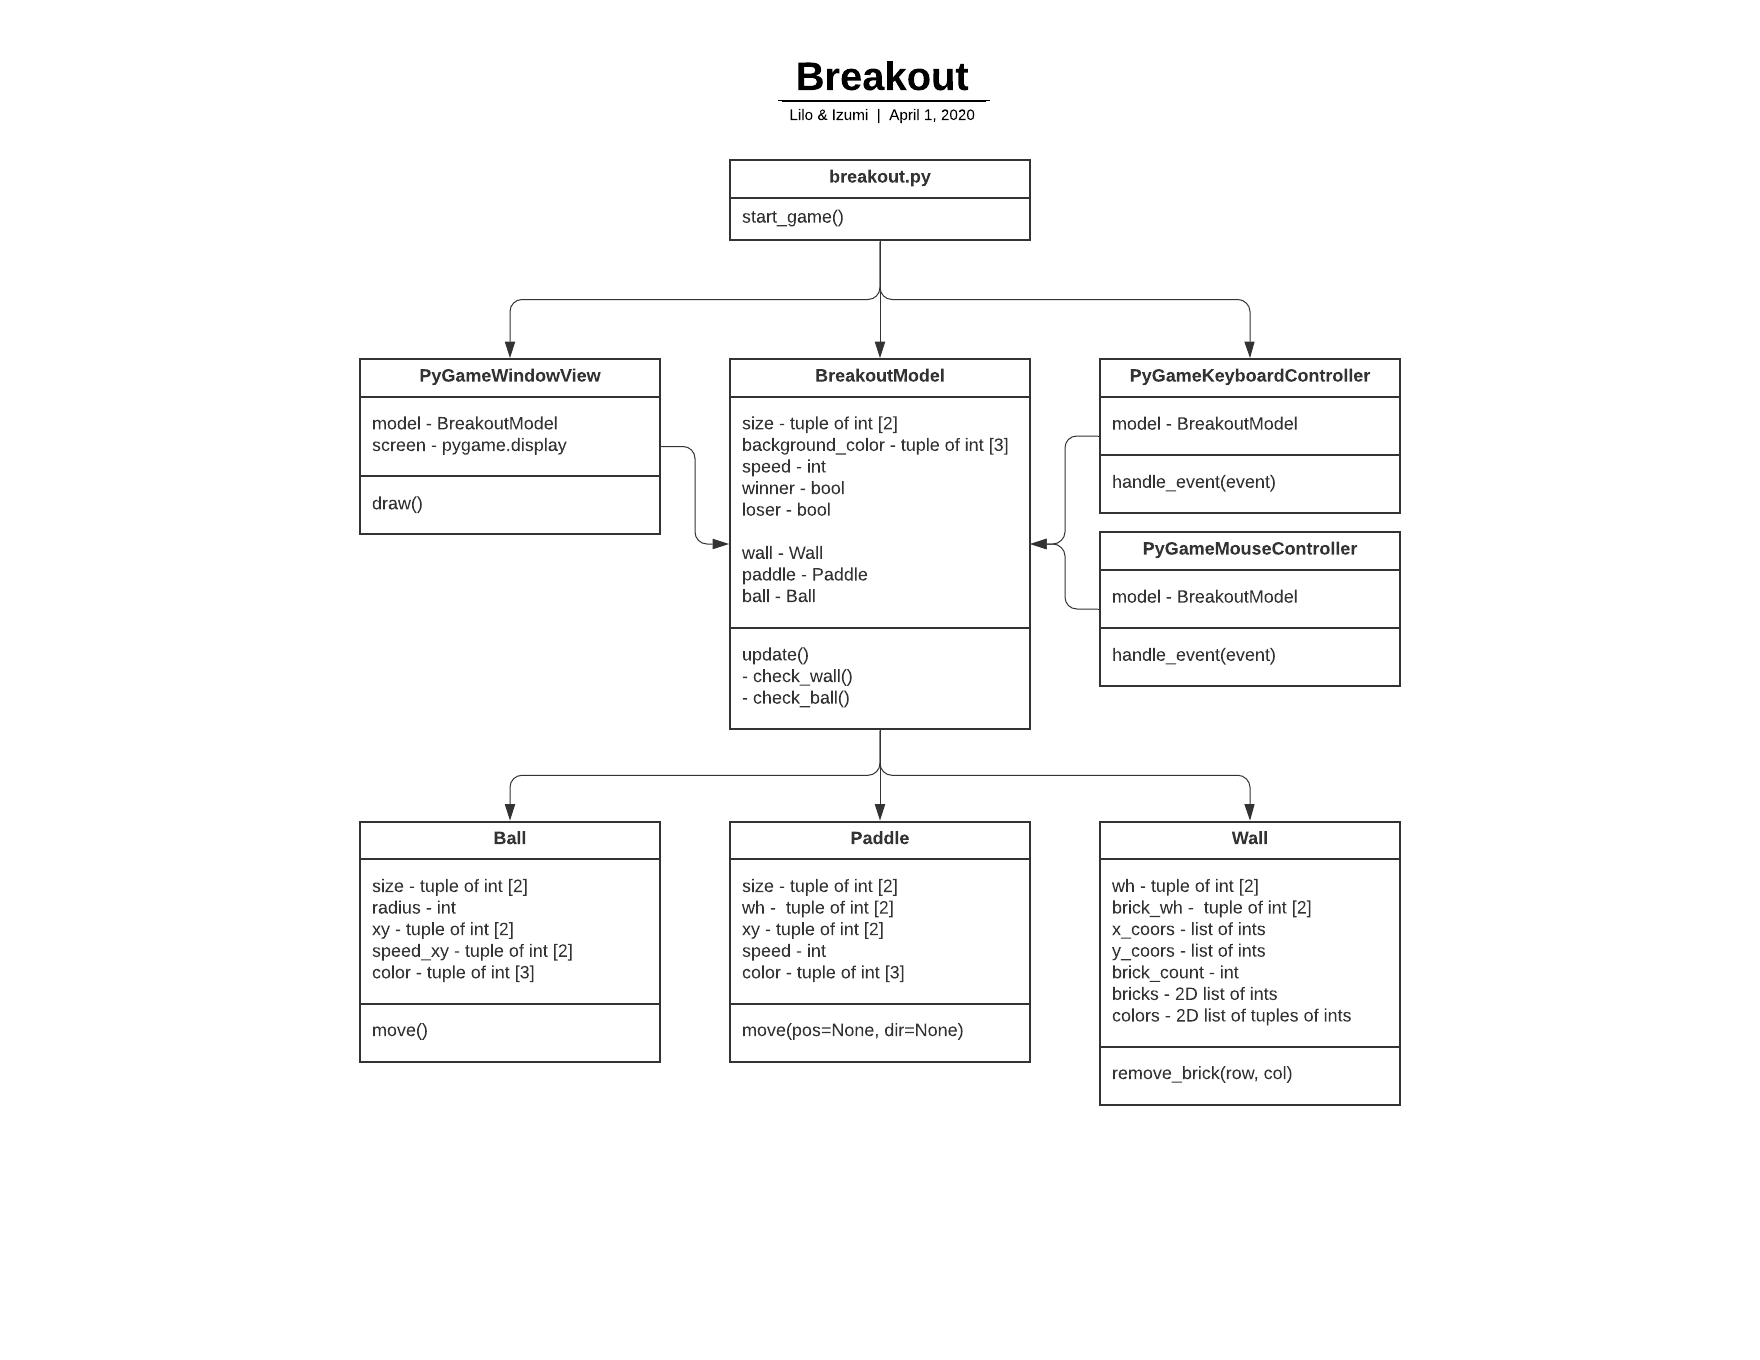 Breakout
Lilo & Izumi | April 1, 2020
breakout.py
start_game()
PyGameWindowView
model - BreakoutModel
screen - pygame.display
draw()
BreakoutModel
size - tuple of int [2]
background_color - tuple of int [3]
speed - int
winner - bool
loser - bool
wall - Wall
paddle - Paddle
ball - Ball
update()
- check_wall()
- check_ball()
PyGameKeyboardController
model - BreakoutModel
handle_event(event)
PyGameMouseController
model - BreakoutModel
handle_event(event)
Ball
size - tuple of int [2]
radius - int
xy - tuple of int [2]
speed_xy - tuple of int [2]
color - tuple of int [3]
move()
Paddle
size - tuple of int [2]
wh -  tuple of int [2]
xy - tuple of int [2]
speed - int
color - tuple of int [3]
move(pos=None, dir=None)
Wall
wh - tuple of int [2]
brick_wh -  tuple of int [2]
x_coors - list of ints
y_coors - list of ints
brick_count - int
bricks - 2D list of ints
colors - 2D list of tuples of ints
remove_brick(row, col)